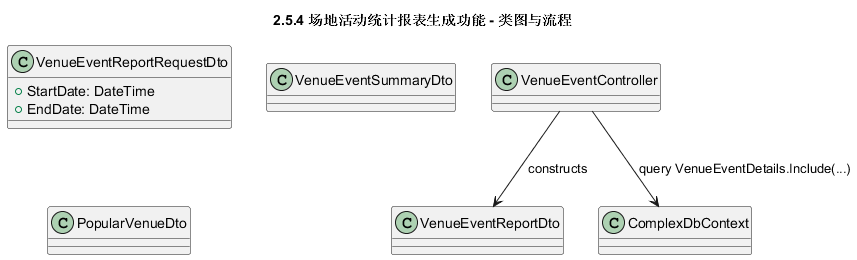 2.5.4 场地活动统计报表生成功能 - 类图与流程
C VenueEventReportRequestDto
StartDate: DateTime
EndDate: DateTime
C VenueEventSummaryDto
C VenueEventController
constructs
query VenueEventDetails.Include(...)
C PopularVenueDto
C VenueEventReportDto
C ComplexDbContext